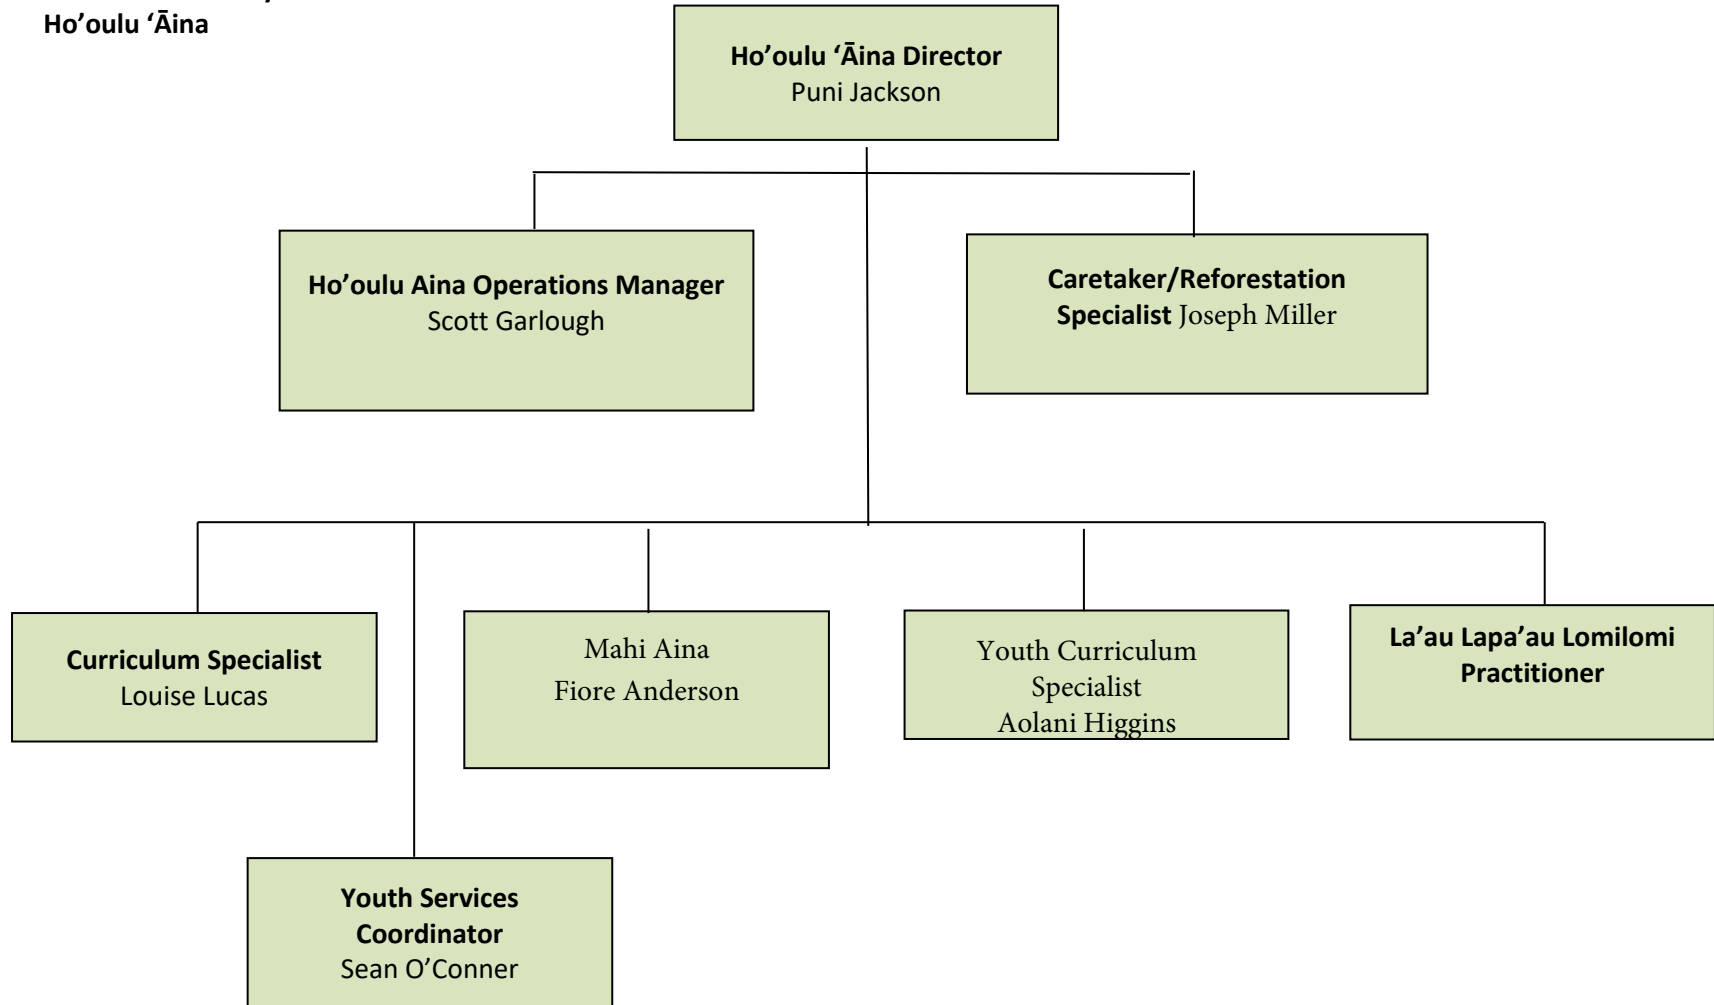 Ho’oulu ‘Āina
Ho’oulu ‘Āina Director
Puni Jackson
Ho’oulu Aina Operations Manager
Scott Garlough
Caretaker/Reforestation
Specialist Joseph Miller
Curriculum Specialist
Louise Lucas
Mahi Aina
Fiore Anderson
Youth Curriculum
Specialist
Aolani Higgins
La’au Lapa’au Lomilomi
Practitioner
Youth Services
Coordinator
Sean O’Conner